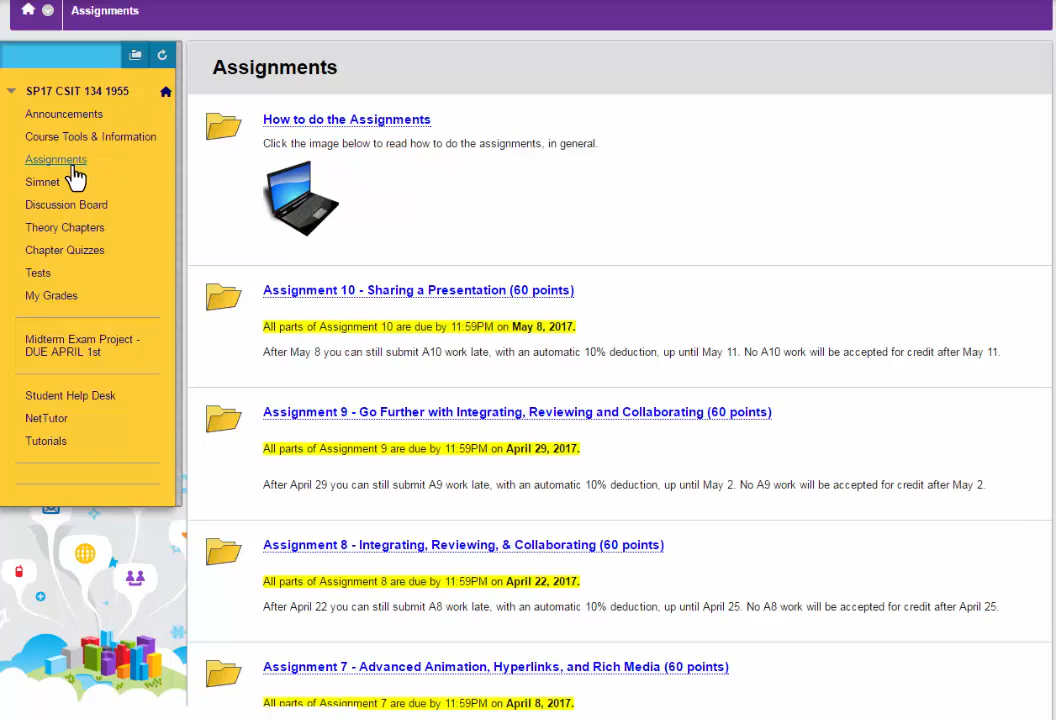 Assignments
SP17 CSIT 134 1955
Announcements
Course Tools & Information
Assignments
Simnet
Discussion Board
Theory Chapters
Chapter Quizzes
Tests
My Grades
Midterm Exam Project -
DUE APRIL 1st
Student Help Desk
NetTutor
Tutorials
Assignments
How to do the Assignments
Click the image below to read how to do the assignments, in general.
Assignment 10 - Sharing a Presentation (60 points)
All parts of Assignment 10 are due by 11:59PM on May 8, 2017.
After May 8 you can still submit A10 work late, with an automatic 10% deduction, up until May 11. No A10 work will be accepted for credit after May 11.
Assignment 9 - Go Further with Integrating, Reviewing and Collaborating (60 points)
All parts of Assignment 9 are due by 11:59PM on April 29, 2017.
After April 29 you can still submit A9 work late, with an automatic 10% deduction, up until May 2. No A9 work will be accepted for credit after May 2.
Assignment 8 - Integrating, Reviewing, & Collaborating (60 points)
All parts of Assignment 8 are due by 11:59PM on April 22, 2017.
After April 22 you can still submit A8 work late, with an automatic 10% deduction, up until April 25. No A8 work will be accepted for credit after April 25.
Assignment 7 - Advanced Animation, Hyperlinks, and Rich Media (60 points)
All parts of Assignment 7 are due by 11:59PM on April 8, 2017.